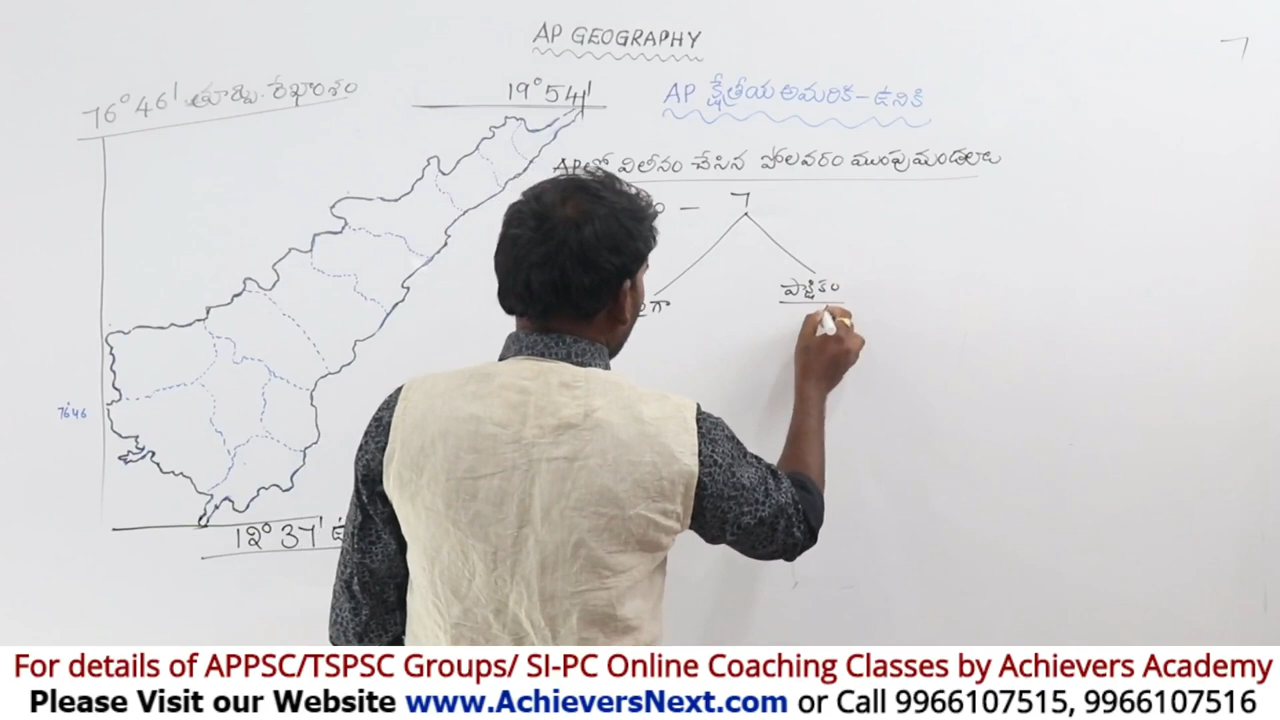 AP GEOGRAPHY
7
76° 46' తూర్పు రేఖాంశం
19° 54'
AP క్షేత్రీయ అమరిక - ఉనికి
APలో విలీనం చేసిన పోలవరం ముంపుమండలాలు
- 7
పాక్షికం
7646
12° 37' ఉ
For details of APPSC/TSPSC Groups/ SI-PC Online Coaching Classes by Achievers Academy
Please Visit our Website www.AchieversNext.com or Call 9966107515, 9966107516